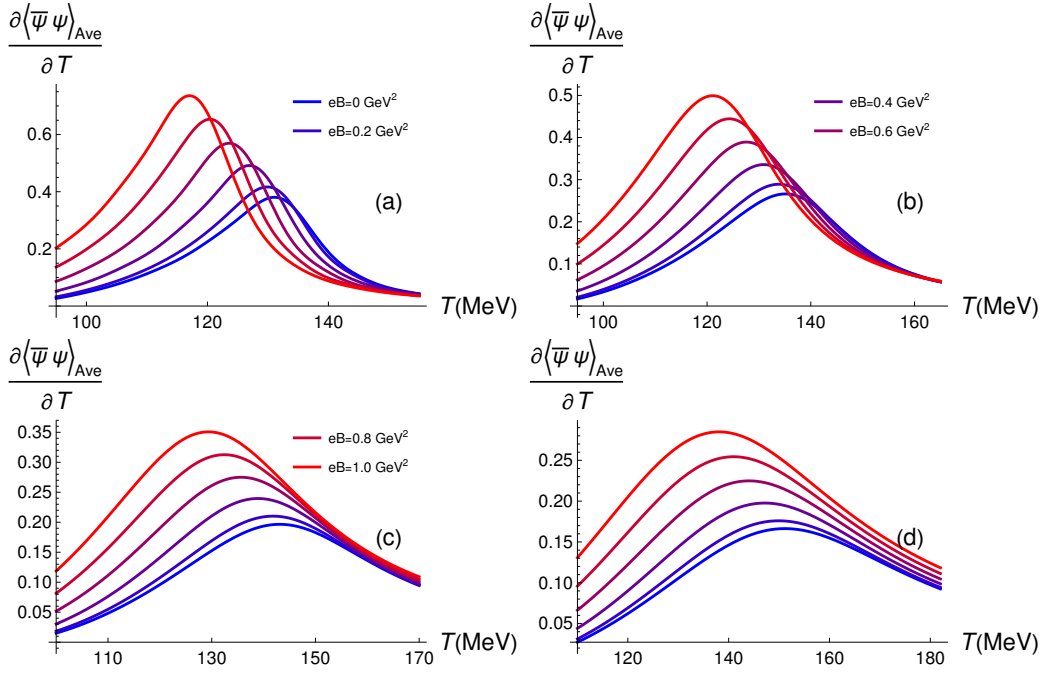 ∂⟨ψ̅ ψ⟩Ave
∂ T
0.6
0.4
0.2
100 120 140
T(MeV)
eB=0 GeV²
eB=0.2 GeV²
(a)
∂⟨ψ̅ ψ⟩Ave
∂ T
0.5
0.4
0.3
0.2
0.1
100 120 140 160
T(MeV)
eB=0.4 GeV²
eB=0.6 GeV²
(b)
∂⟨ψ̅ ψ⟩Ave
∂ T
0.35
0.30
0.25
0.20
0.15
0.10
0.05
110 130 150 170
T(MeV)
eB=0.8 GeV²
eB=1.0 GeV²
(c)
∂⟨ψ̅ ψ⟩Ave
∂ T
0.25
0.20
0.15
0.10
0.05
120 140 160 180
T(MeV)
(d)